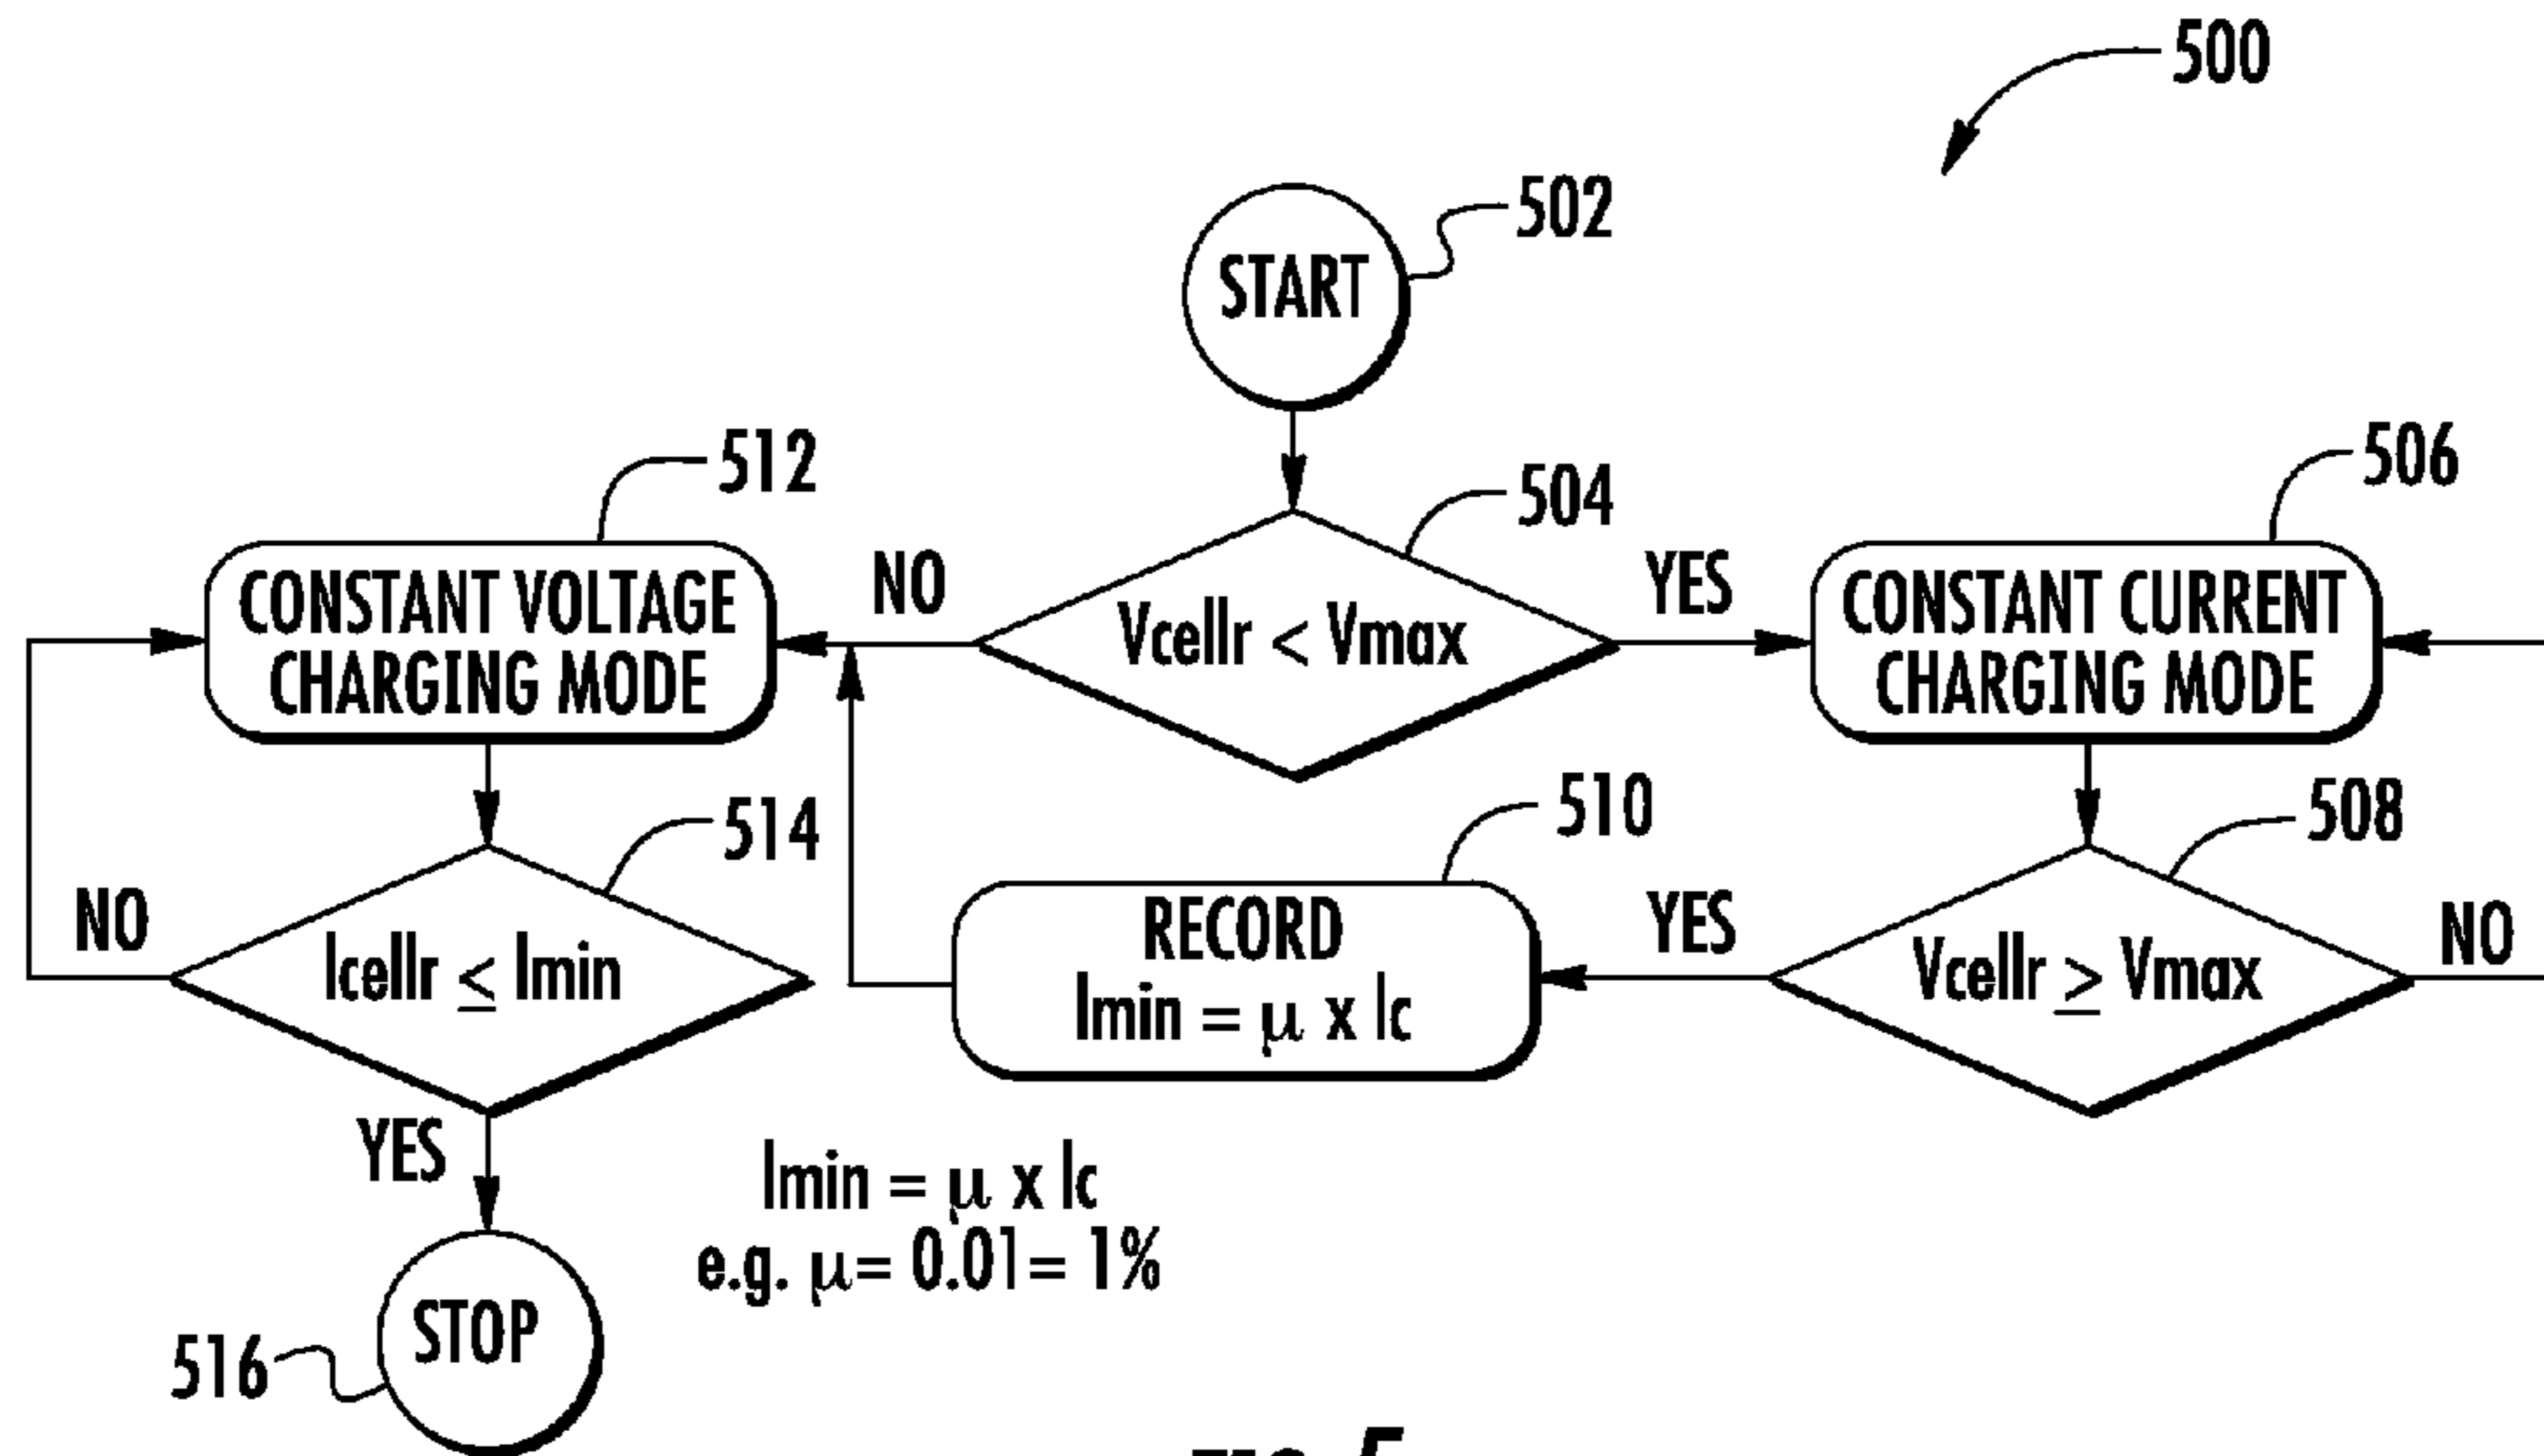 500
502
START
504
Vcellr < Vmax
NO
YES
506
CONSTANT CURRENT
CHARGING MODE
512
CONSTANT VOLTAGE
CHARGING MODE
508
Vcellr ≥ Vmax
NO
YES
510
RECORD
Imin = μ x Ic
514
Icellr ≤ Imin
NO
YES
Imin = μ x Ic
e.g. μ= 0.01= 1%
516
STOP